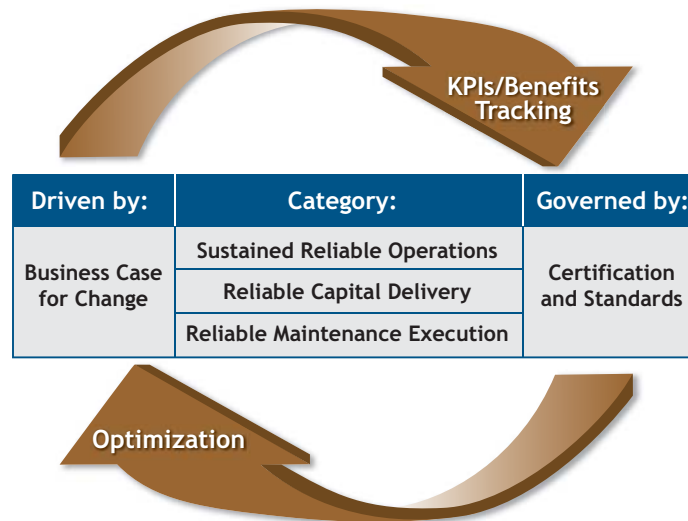 KPIs/Benefits
Tracking
Driven by:
Category:
Governed by:
Business Case
for Change
Sustained Reliable Operations
Reliable Capital Delivery
Reliable Maintenance Execution
Certification
and Standards
Optimization